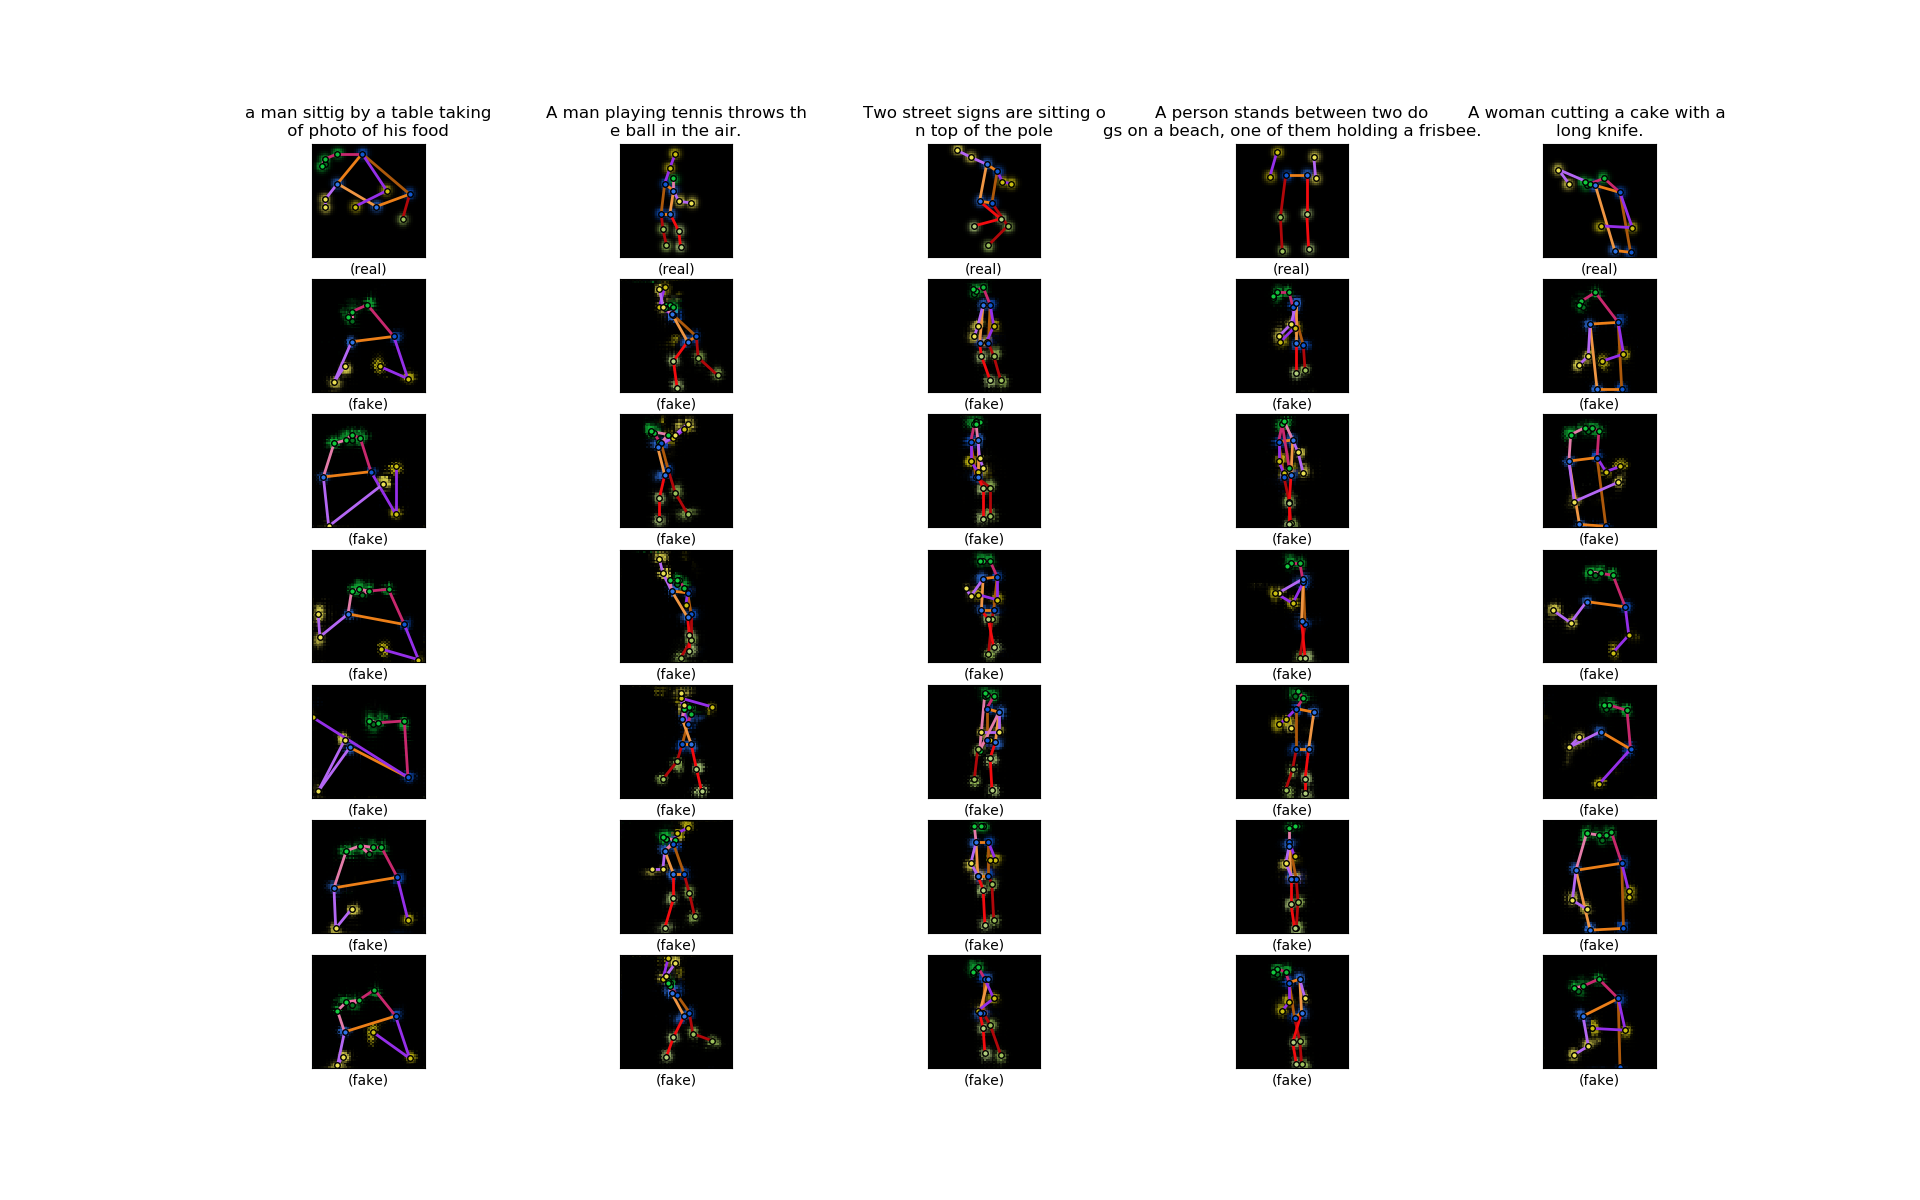 a man sittig by a table taking
of photo of his food
A man playing tennis throws th
e ball in the air.
Two street signs are sitting o
n top of the pole
A person stands between two do
gs on a beach, one of them holding a frisbee.
A woman cutting a cake with a
long knife.
(real) (real) (real) (real) (real)
(fake) (fake) (fake) (fake) (fake)
(fake) (fake) (fake) (fake) (fake)
(fake) (fake) (fake) (fake) (fake)
(fake) (fake) (fake) (fake) (fake)
(fake) (fake) (fake) (fake) (fake)
(fake) (fake) (fake) (fake) (fake)